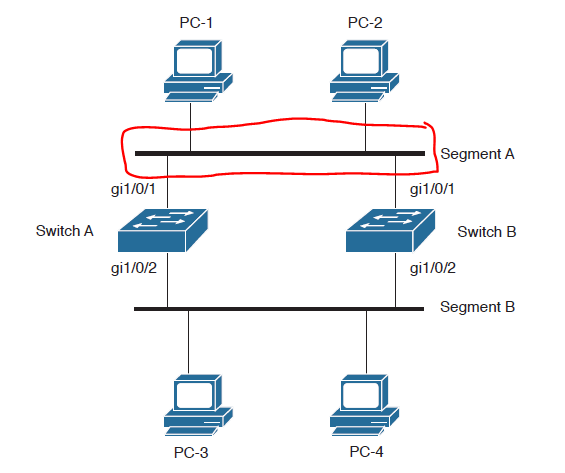 PC-1 PC-2
Segment A
gi1/0/1 gi1/0/1
Switch A Switch B
gi1/0/2 gi1/0/2
Segment B
PC-3 PC-4